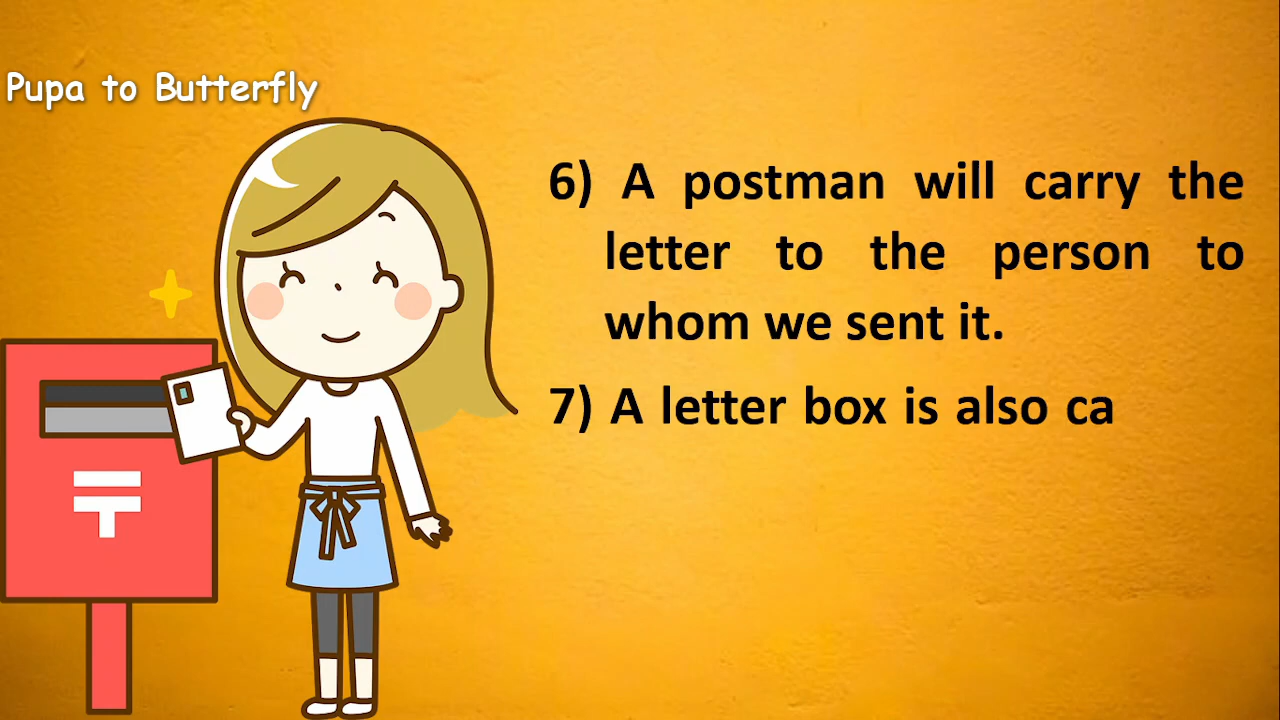 Pupa to Butterfly
6) A postman will carry the
letter to the person to
whom we sent it.
7) A letter box is also ca